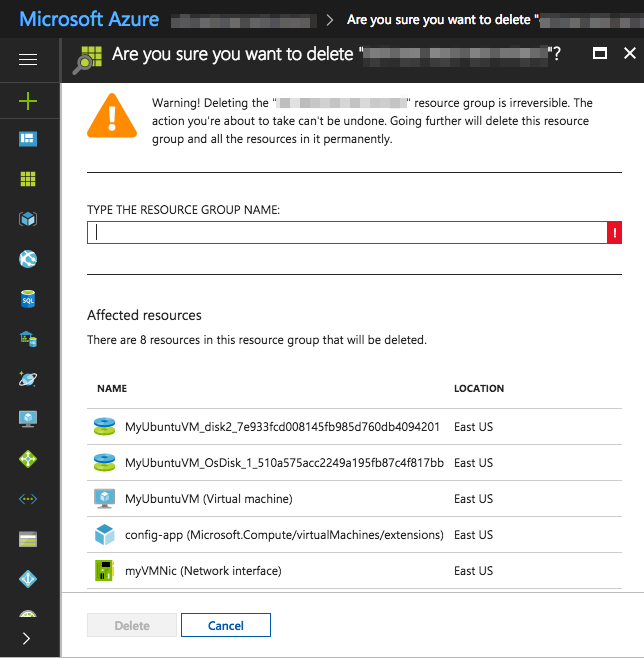 Microsoft Azure
Are you sure you want to delete "
Are you sure you want to delete " "?
Warning! Deleting the " " resource group is irreversible. The
action you're about to take can't be undone. Going further will delete this resource
group and all the resources in it permanently.
TYPE THE RESOURCE GROUP NAME:
Affected resources
There are 8 resources in this resource group that will be deleted.
NAME LOCATION
MyUbuntuVM_disk2_7e933fcd008145fb985d760db4094201 East US
MyUbuntuVM_OsDisk_1_510a575acc2249a195fb87c4f817bb East US
MyUbuntuVM (Virtual machine) East US
config-app (Microsoft.Compute/virtualMachines/extensions) East US
myVMNic (Network interface) East US
Delete Cancel